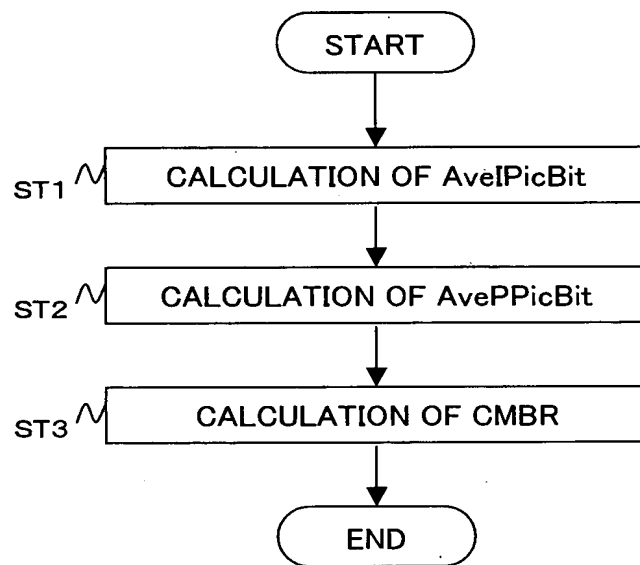 START
ST1 CALCULATION OF AveIPicBit
ST2 CALCULATION OF AvePPicBit
ST3 CALCULATION OF CMBR
END